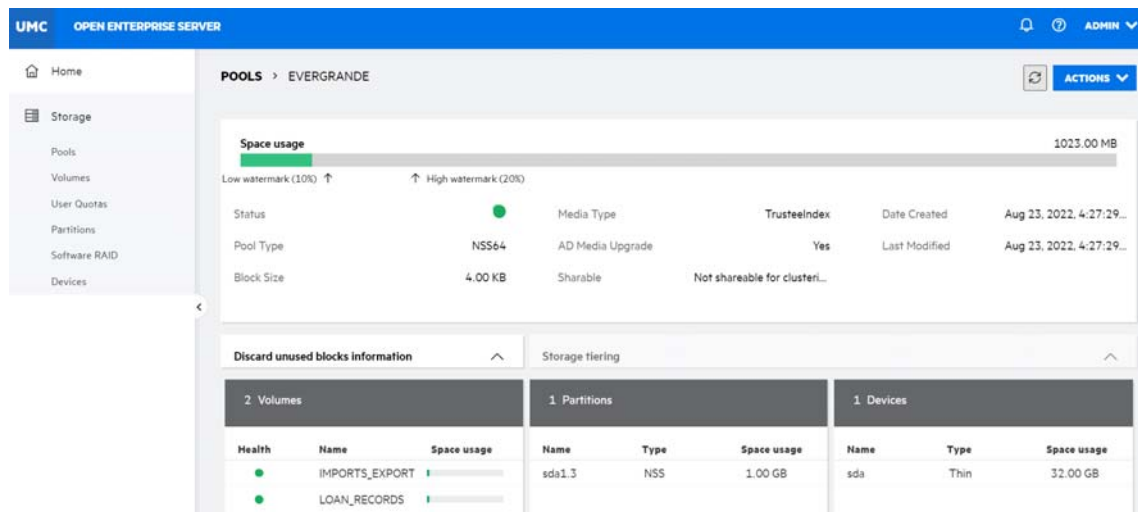 UMC OPEN ENTERPRISE SERVER ADMIN
Home
POOLS > EVERGRANDE
ACTIONS
Storage
Pools
Volumes
User Quotas
Partitions
Software RAID
Devices
Space usage 1023.00 MB
Low watermark (10%) ↑ ↑ High watermark (20%)
Status Media Type TrusteeIndex Date Created Aug 23, 2022, 4:27:29...
Pool Type NSS64 AD Media Upgrade Yes Last Modified Aug 23, 2022, 4:27:29...
Block Size 4.00 KB Sharable Not shareable for clusteri...
Discard unused blocks information Storage tiering
2 Volumes 1 Partitions 1 Devices
Health Name Space usage Name Type Space usage Name Type Space usage
IMPORTS_EXPORT sda1.3 NSS 1.00 GB sda Thin 32.00 GB
LOAN_RECORDS